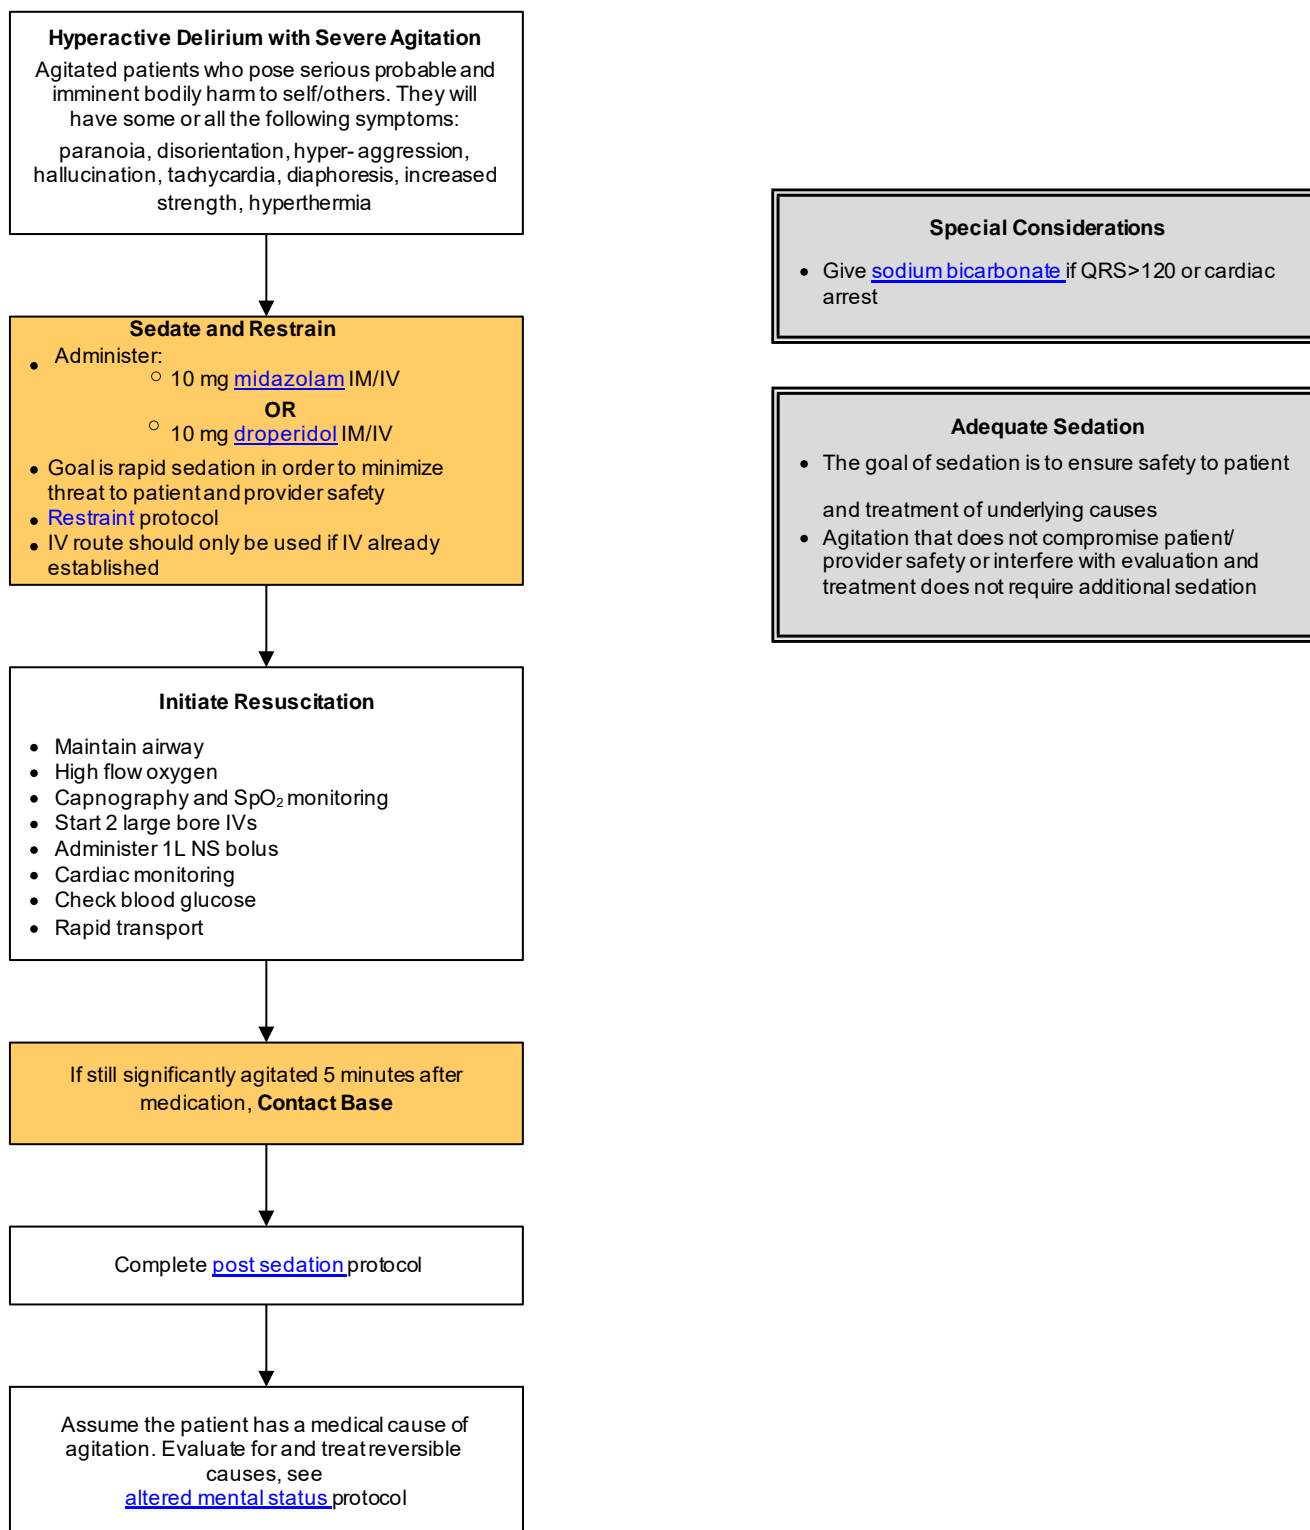 Hyperactive Delirium with Severe Agitation
Agitated patients who pose serious probable and
imminent bodily harm to self/others. They will
have some or all the following symptoms:
paranoia, disorientation, hyper- aggression,
hallucination, tachycardia, diaphoresis, increased
strength, hyperthermia
Sedate and Restrain
• Administer:
○ 10 mg midazolam IM/IV
OR
○ 10 mg droperidol IM/IV
• Goal is rapid sedation in order to minimize
threat to patient and provider safety
• Restraint protocol
• IV route should only be used if IV already
established
Initiate Resuscitation
• Maintain airway
• High flow oxygen
• Capnography and SpO₂ monitoring
• Start 2 large bore IVs
• Administer 1L NS bolus
• Cardiac monitoring
• Check blood glucose
• Rapid transport
If still significantly agitated 5 minutes after
medication, Contact Base
Complete post sedation protocol
Assume the patient has a medical cause of
agitation. Evaluate for and treat reversible
causes, see
altered mental status protocol
Special Considerations
• Give sodium bicarbonate if QRS>120 or cardiac
arrest
Adequate Sedation
• The goal of sedation is to ensure safety to patient
and treatment of underlying causes
• Agitation that does not compromise patient/
provider safety or interfere with evaluation and
treatment does not require additional sedation